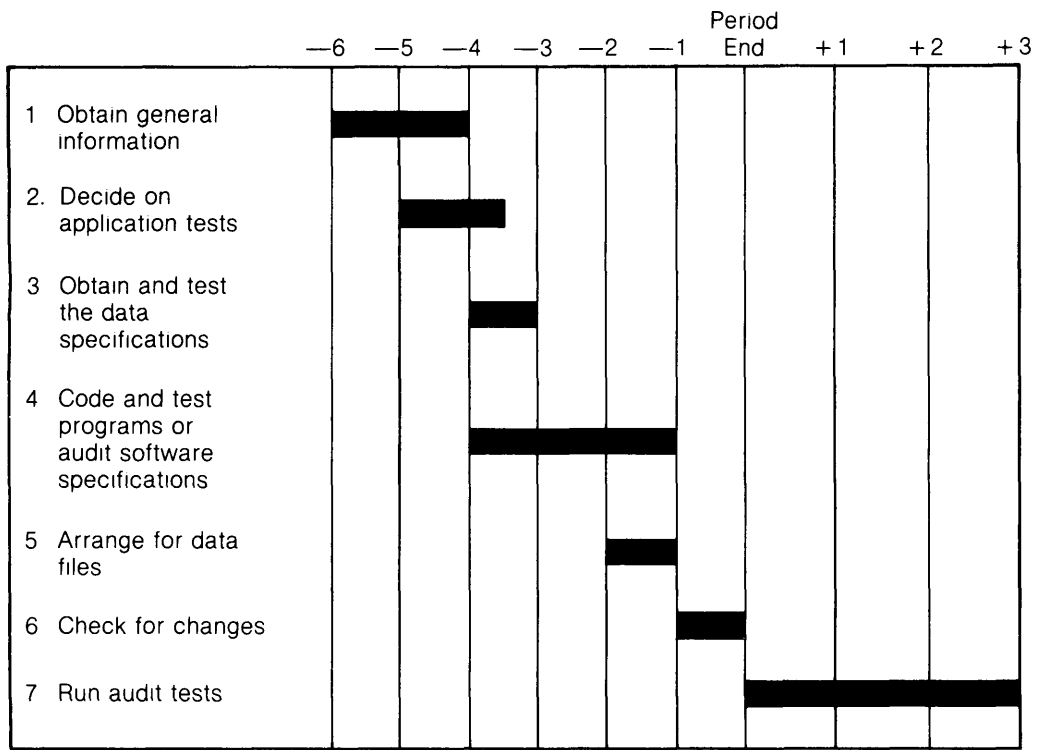 Period
—6 —5 —4 —3 —2 —1 End +1 +2 +3
1 Obtain general
information
2. Decide on
application tests
3 Obtain and test
the data
specifications
4 Code and test
programs or
audit software
specifications
5 Arrange for data
files
6 Check for changes
7 Run audit tests